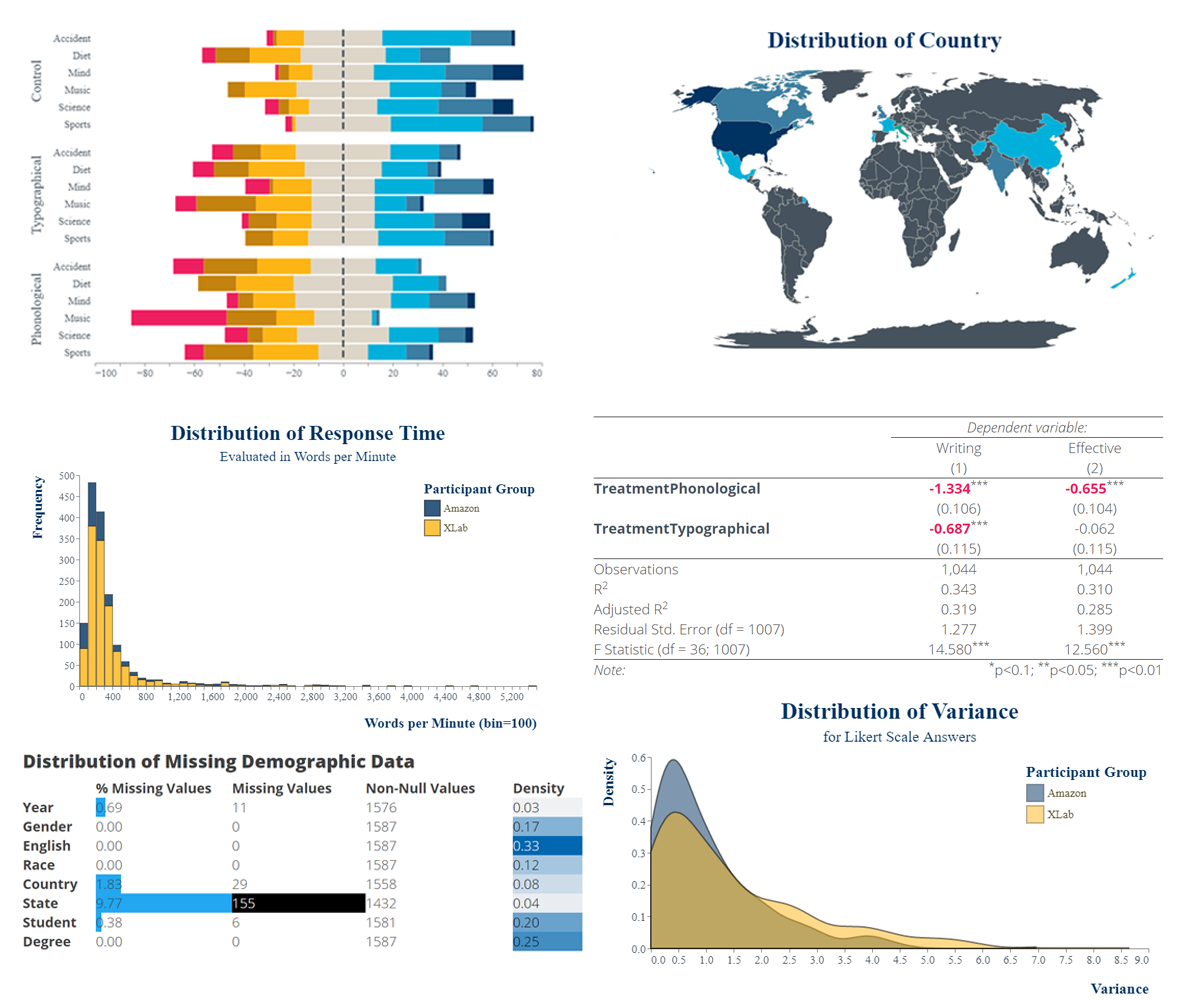 Control
Accident
Diet
Mind
Music
Science
Sports
Typographical
Accident
Diet
Mind
Music
Science
Sports
Phonological
Accident
Diet
Mind
Music
Science
Sports
−100 −80 −60 −40 −20 0 20 40 60 80
Distribution of Country
Distribution of Response Time
Evaluated in Words per Minute
Frequency
500
450
400
350
300
250
200
150
100
50
0
0 400 800 1,200 1,600 2,000 2,400 2,800 3,200 3,600 4,000 4,400 4,800 5,200
Words per Minute (bin=100)
Participant Group
Amazon
XLab
Dependent variable:
Writing Effective
(1) (2)
TreatmentPhonological -1.334*** -0.655***
(0.106) (0.104)
TreatmentTypographical -0.687*** -0.062
(0.115) (0.115)
Observations 1,044 1,044
R2 0.343 0.310
Adjusted R2 0.319 0.285
Residual Std. Error (df = 1007) 1.277 1.399
F Statistic (df = 36; 1007) 14.580*** 12.560***
Note: *p<0.1; **p<0.05; ***p<0.01
Distribution of Missing Demographic Data
% Missing Values Missing Values Non-Null Values Density
Year 0.69 11 1576 0.03
Gender 0.00 0 1587 0.17
English 0.00 0 1587 0.33
Race 0.00 0 1587 0.12
Country 1.83 29 1558 0.08
State 9.77 155 1432 0.04
Student 0.38 6 1581 0.20
Degree 0.00 0 1587 0.25
Distribution of Variance
for Likert Scale Answers
Density
0.6
0.5
0.4
0.3
0.2
0.1
0.0
0.0 0.5 1.0 1.5 2.0 2.5 3.0 3.5 4.0 4.5 5.0 5.5 6.0 6.5 7.0 7.5 8.0 8.5 9.0
Variance
Participant Group
Amazon
XLab